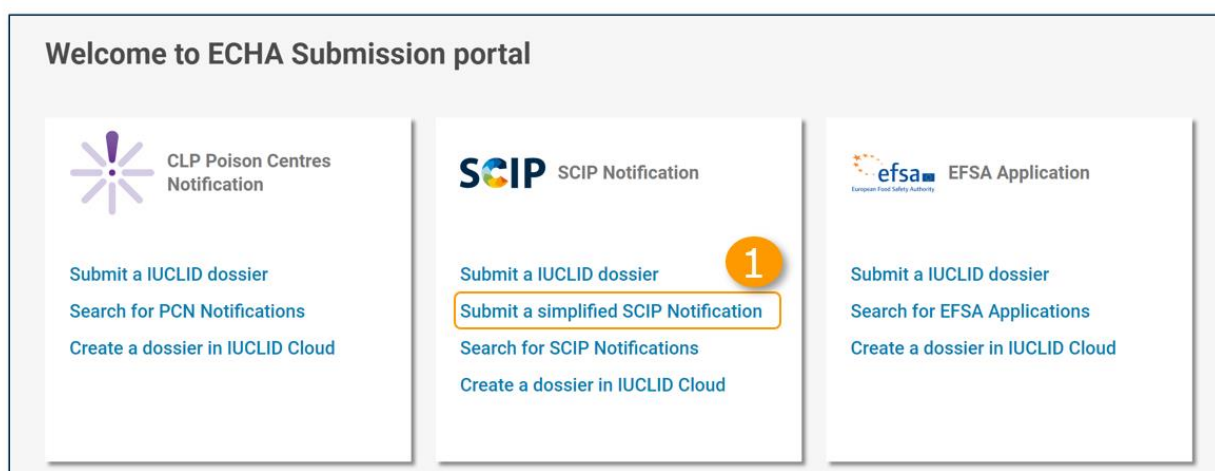 Welcome to ECHA Submission portal
CLP Poison Centres
Notification
Submit a IUCLID dossier
Search for PCN Notifications
Create a dossier in IUCLID Cloud
SCIP SCIP Notification
1
Submit a IUCLID dossier
Submit a simplified SCIP Notification
Search for SCIP Notifications
Create a dossier in IUCLID Cloud
efsa EFSA Application
European Food Safety Authority
Submit a IUCLID dossier
Search for EFSA Applications
Create a dossier in IUCLID Cloud